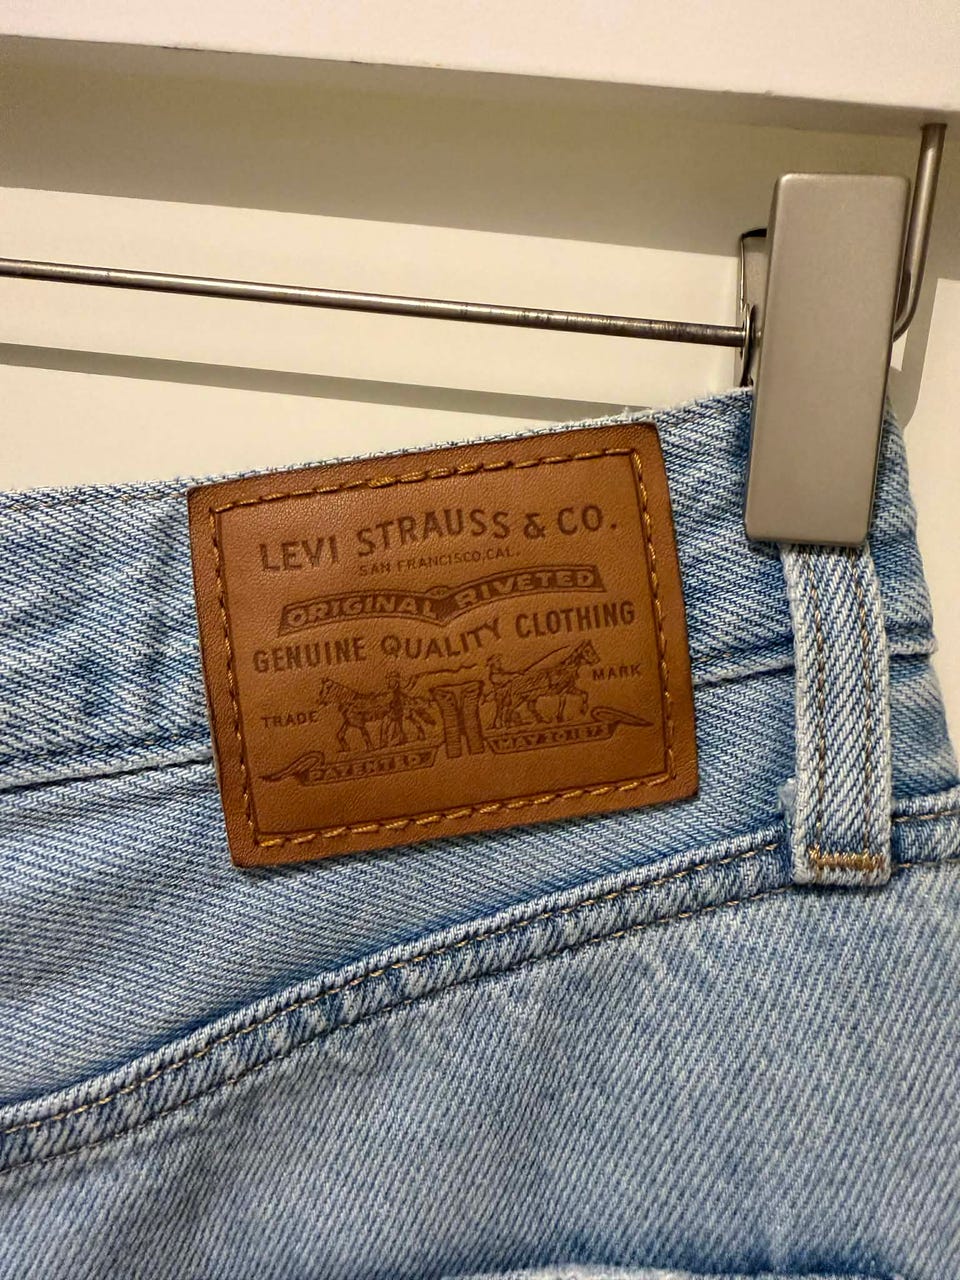 LEVI STRAUSS & CO.
SAN FRANCISCO, CAL.
ORIGINAL RIVETED
GENUINE QUALITY CLOTHING
TRADE MARK
PATENTED MAY 20 1873